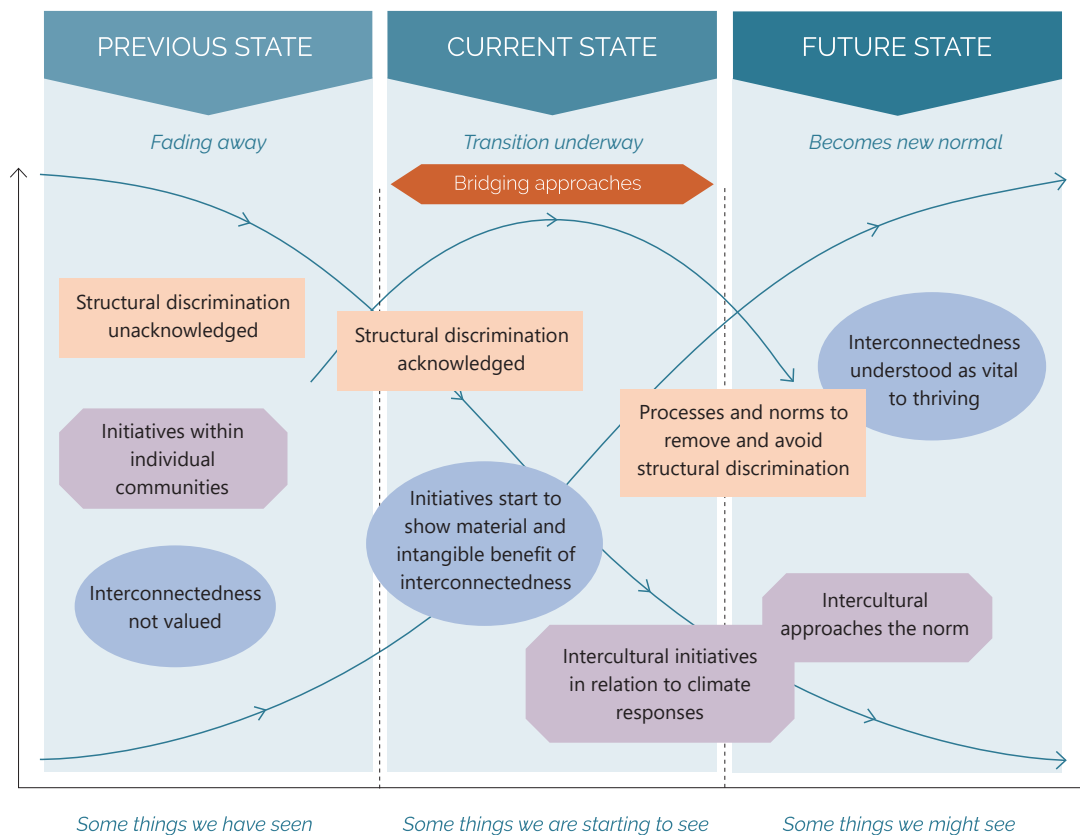 PREVIOUS STATE
CURRENT STATE
FUTURE STATE
Fading away
Transition underway
Becomes new normal
Bridging approaches
Structural discrimination
unacknowledged
Structural discrimination
acknowledged
Interconnectedness
understood as vital
to thriving
Processes and norms to
remove and avoid
structural discrimination
Initiatives within
individual
communities
Initiatives start to
show material and
intangible benefit of
interconnectedness
Interconnectedness
not valued
Intercultural
approaches the norm
Intercultural initiatives
in relation to climate
responses
Some things we have seen
Some things we are starting to see
Some things we might see